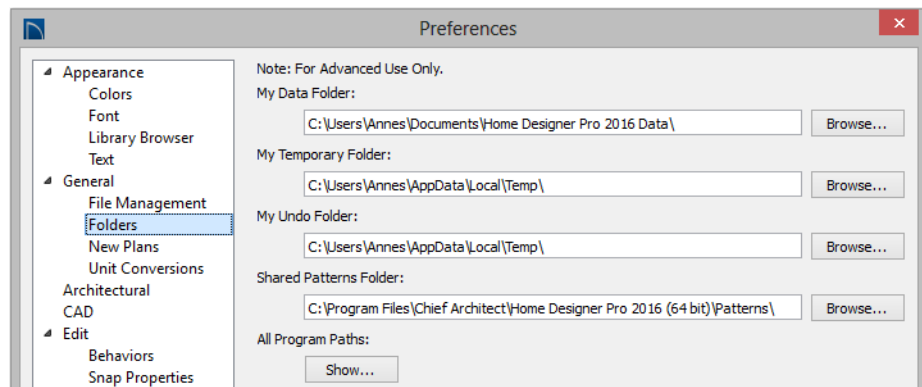 Preferences
Appearance
Colors
Font
Library Browser
Text
General
File Management
Folders
New Plans
Unit Conversions
Architectural
CAD
Edit
Behaviors
Snap Properties
Note: For Advanced Use Only.
My Data Folder:
C:\Users\Annes\Documents\Home Designer Pro 2016 Data\ Browse...
My Temporary Folder:
C:\Users\Annes\AppData\Local\Temp\ Browse...
My Undo Folder:
C:\Users\Annes\AppData\Local\Temp\ Browse...
Shared Patterns Folder:
C:\Program Files\Chief Architect\Home Designer Pro 2016 (64 bit)\Patterns\ Browse...
All Program Paths:
Show...